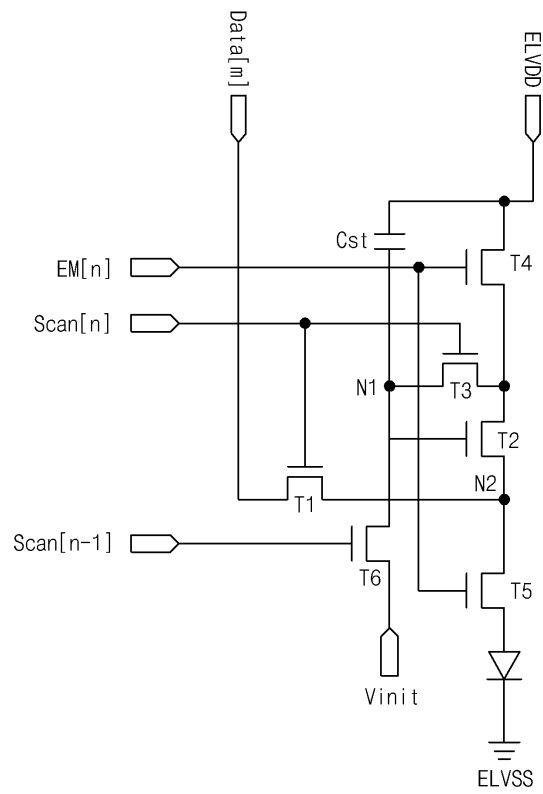 Data[m]
ELVDD
Cst
EM[n]
T4
Scan[n]
N1
T3
T2
N2
T1
Scan[n-1]
T6
T5
Vinit
ELVSS